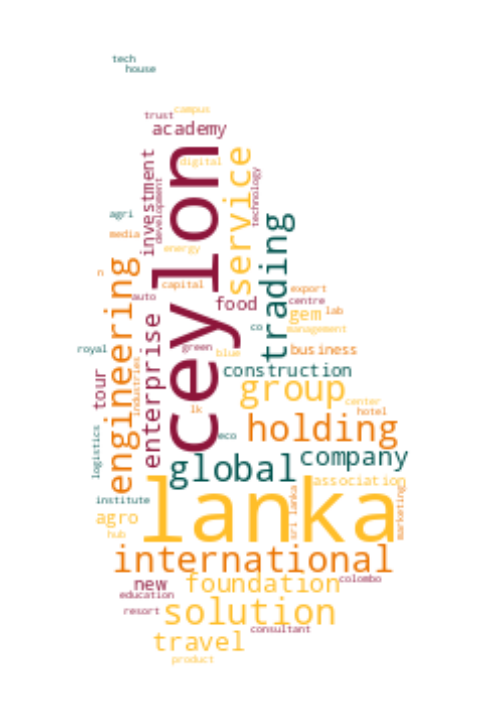 tech
house
campus
trust
academy
digital
ceylon
service
investment
development
technology
agri
trading
media
energy
engineering
n
capital
auto
export
centre
food
gem
lab
co
management
enterprise
royal
green
blue
business
construction
industries
tour
group
center
lk
hotel
holding
eco
logistics
company
global
association
lanka
sri lanka
marketing
institute
agro
hub
international
new
foundation
colombo
education
resort
solution
consultant
travel
product